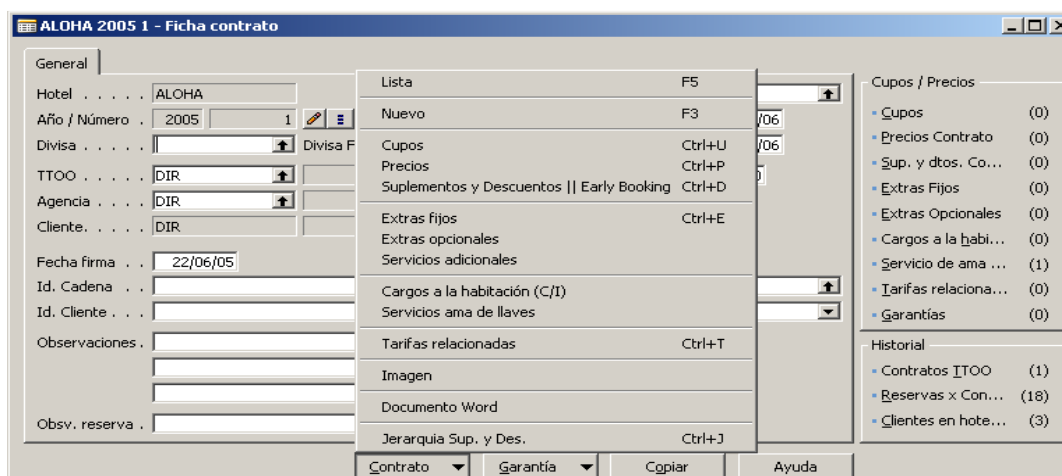 ALOHA 2005 1 - Ficha contrato
General
Hotel . . . . . ALOHA
Año / Número . 2005 1
Divisa . . . . . Divisa F
TTOO . . . . . DIR
Agencia . . . . DIR
Cliente. . . . . DIR
Fecha firma . . 22/06/05
Id. Cadena . .
Id. Cliente . . .
Observaciones .
Obsv. reserva .
/06
/06
Lista F5
Nuevo F3
Cupos Ctrl+U
Precios Ctrl+P
Suplementos y Descuentos || Early Booking Ctrl+D
Extras fijos Ctrl+E
Extras opcionales
Servicios adicionales
Cargos a la habitación (C/I)
Servicios ama de llaves
Tarifas relacionadas Ctrl+T
Imagen
Documento Word
Jerarquia Sup. y Des. Ctrl+J
Cupos / Precios
Cupos (0)
Precios Contrato (0)
Sup. y dtos. Co... (0)
Extras Fijos (0)
Extras Opcionales (0)
Cargos a la habi... (0)
Servicio de ama ... (1)
Tarifas relaciona... (0)
Garantías (0)
Historial
Contratos TTOO (1)
Reservas x Con... (18)
Clientes en hote... (3)
Contrato Garantía Copiar Ayuda